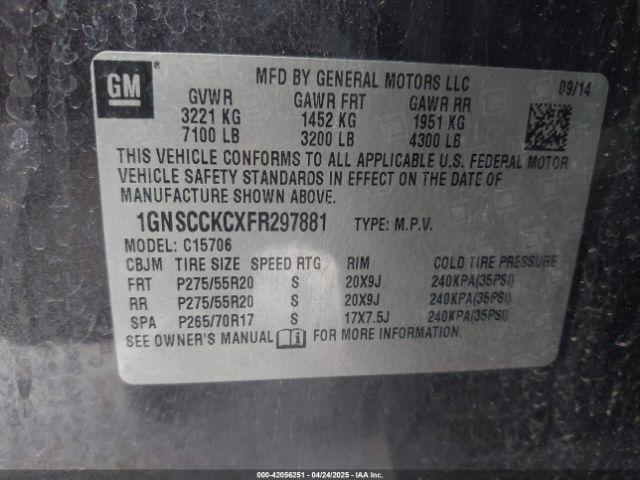 GM
MFD BY GENERAL MOTORS LLC 09/14
GVWR GAWR FRT GAWR RR
3221 KG 1452 KG 1951 KG
7100 LB 3200 LB 4300 LB
THIS VEHICLE CONFORMS TO ALL APPLICABLE U.S. FEDERAL MOTOR
VEHICLE SAFETY STANDARDS IN EFFECT ON THE DATE OF
MANUFACTURE SHOWN ABOVE.
1GNSCCKCXFR297881 TYPE: M.P.V.
MODEL: C15706
CBJM TIRE SIZE SPEED RTG RIM COLD TIRE PRESSURE
FRT P275/55R20 S 20X9J 240KPA(35PSI)
RR P275/55R20 S 20X9J 240KPA(35PSI)
SPA P265/70R17 S 17X7.5J 240KPA(35PSI)
SEE OWNER'S MANUAL FOR MORE INFORMATION.
000-42056251 - 04/24/2025 - IAA Inc.